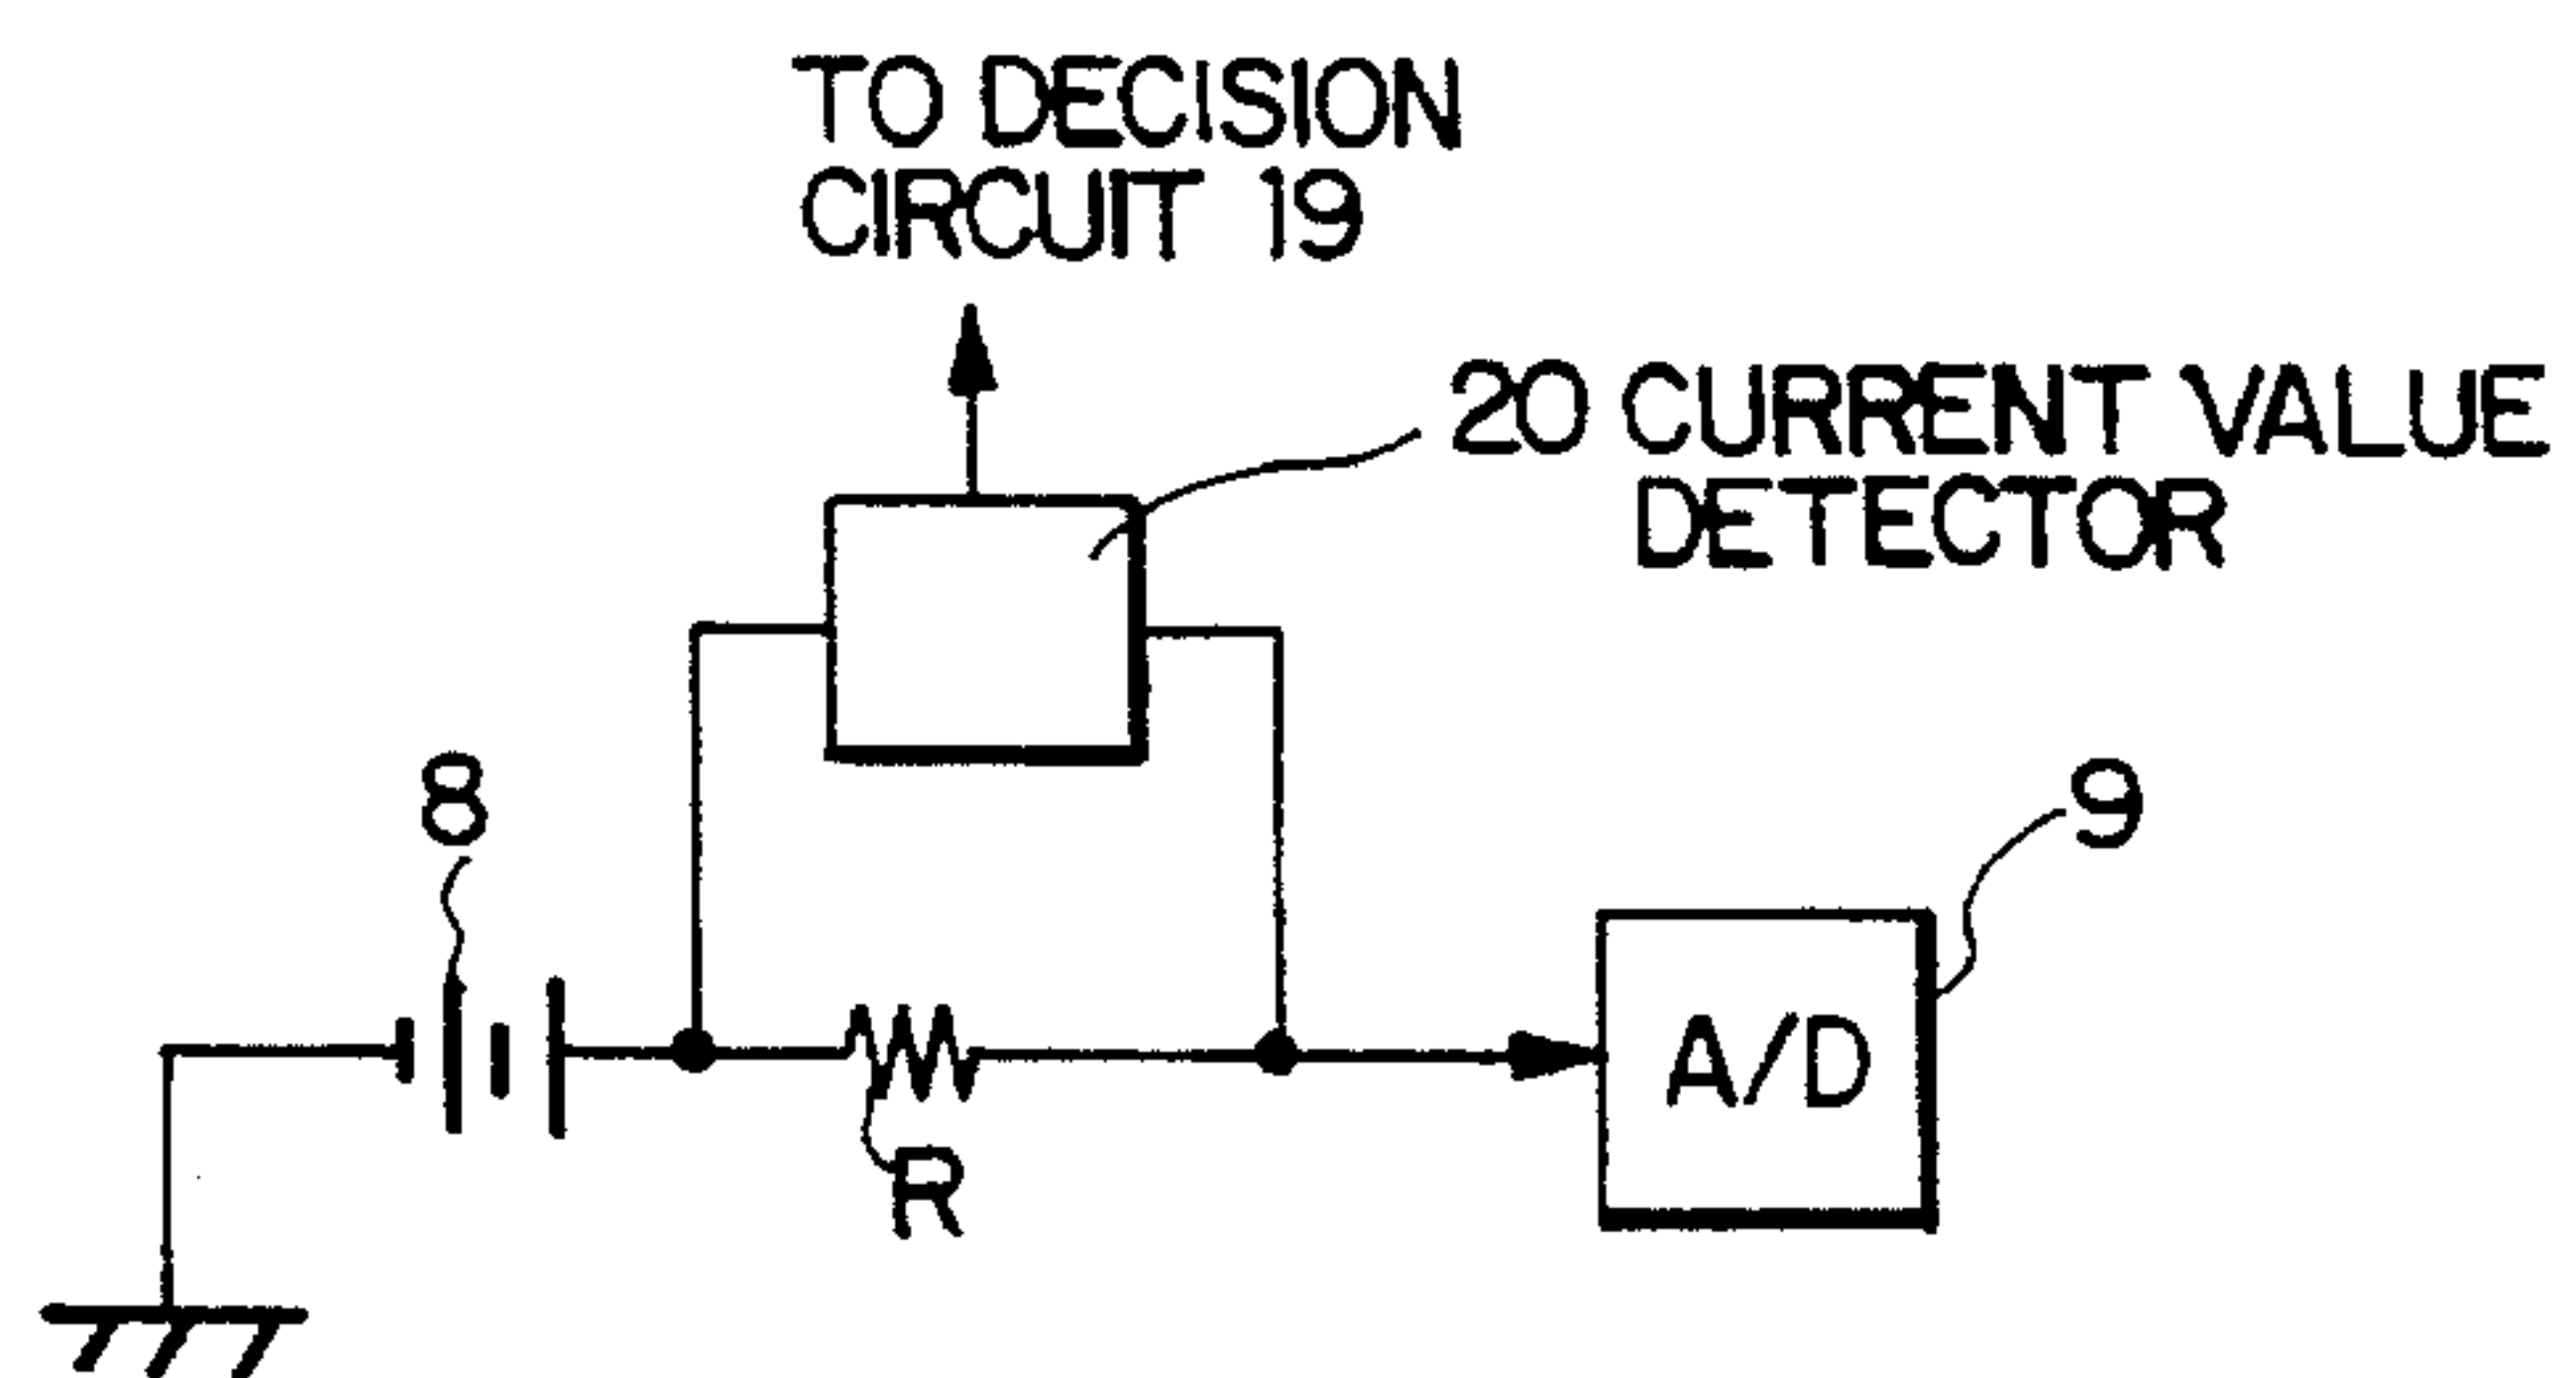 TO DECISION
CIRCUIT 19
20 CURRENT VALUE
DETECTOR
8
9
A/D
R